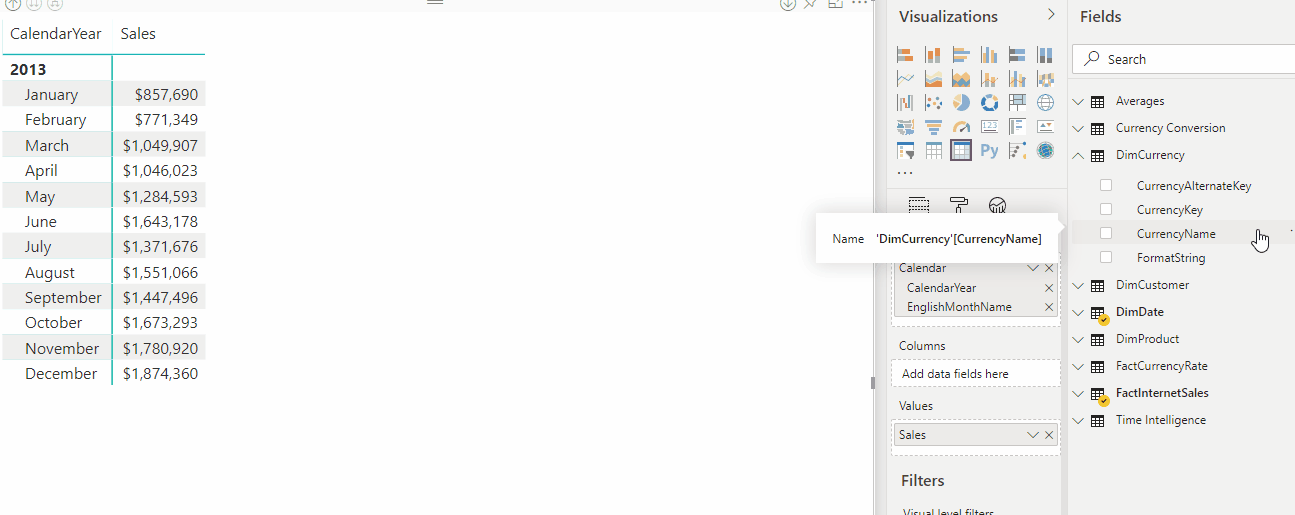 CalendarYear Sales
2013
January $857,690
February $771,349
March $1,049,907
April $1,046,023
May $1,284,593
June $1,643,178
July $1,371,676
August $1,551,066
September $1,447,496
October $1,673,293
November $1,780,920
December $1,874,360
Visualizations
123
Py
Name 'DimCurrency'[CurrencyName]
Calendar
CalendarYear
EnglishMonthName
Columns
Add data fields here
Values
Sales
Filters
Visual level filters
Fields
Search
Averages
Currency Conversion
DimCurrency
CurrencyAlternateKey
CurrencyKey
CurrencyName
FormatString
DimCustomer
DimDate
DimProduct
FactCurrencyRate
FactInternetSales
Time Intelligence